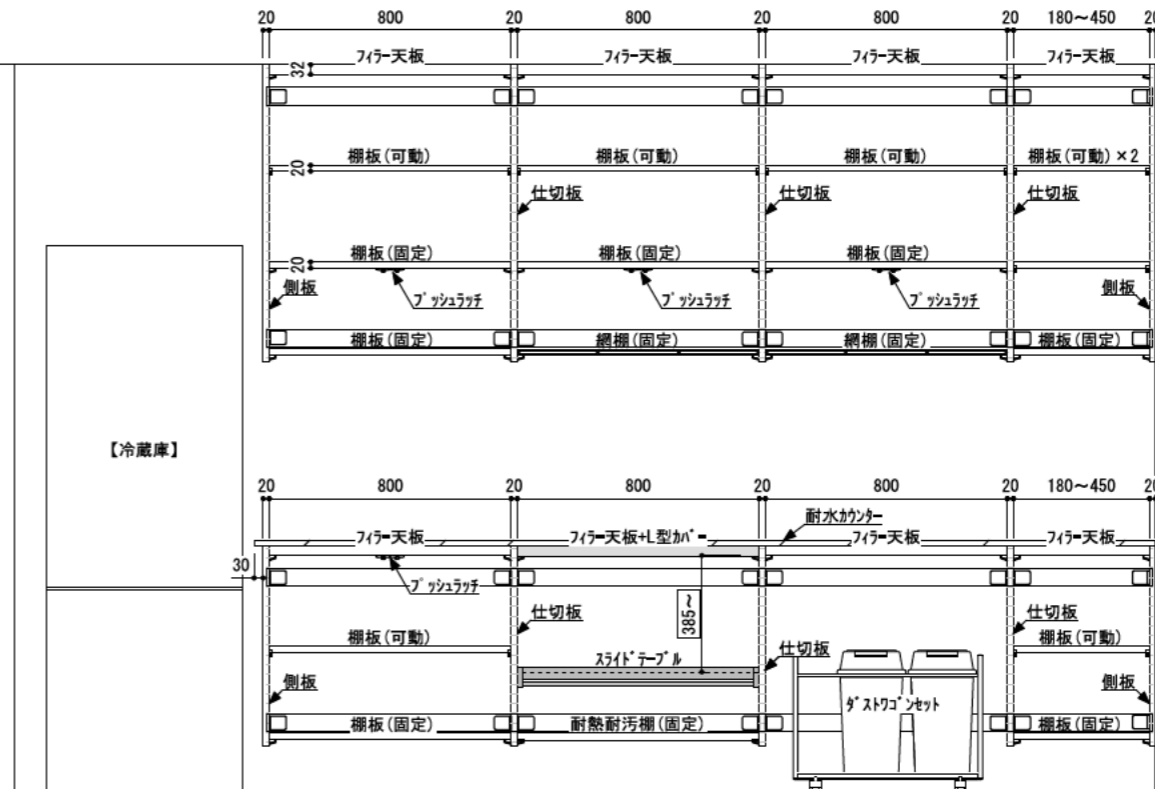 20 800 20 800 20 800 20 180～450 20
フィラー天板 フィラー天板 フィラー天板 フィラー天板
32
棚板(可動) 棚板(可動) 棚板(可動) 棚板(可動)×2
20
仕切板 仕切板 仕切板
棚板(固定) 棚板(固定) 棚板(固定)
20
側板 プッシュラッチ プッシュラッチ プッシュラッチ 側板
棚板(固定) 網棚(固定) 網棚(固定) 棚板(固定)
【冷蔵庫】
20 800 20 800 20 800 20 180～450 20
耐水カウンター
フィラー天板 フィラー天板+L型カバー フィラー天板 フィラー天板
30
プッシュラッチ
385～
仕切板 仕切板
棚板(可動) 棚板(可動)
仕切板
スライドテーブル
側板 側板
ダストワゴンセット
棚板(固定) 耐熱耐汚棚(固定) 棚板(固定)